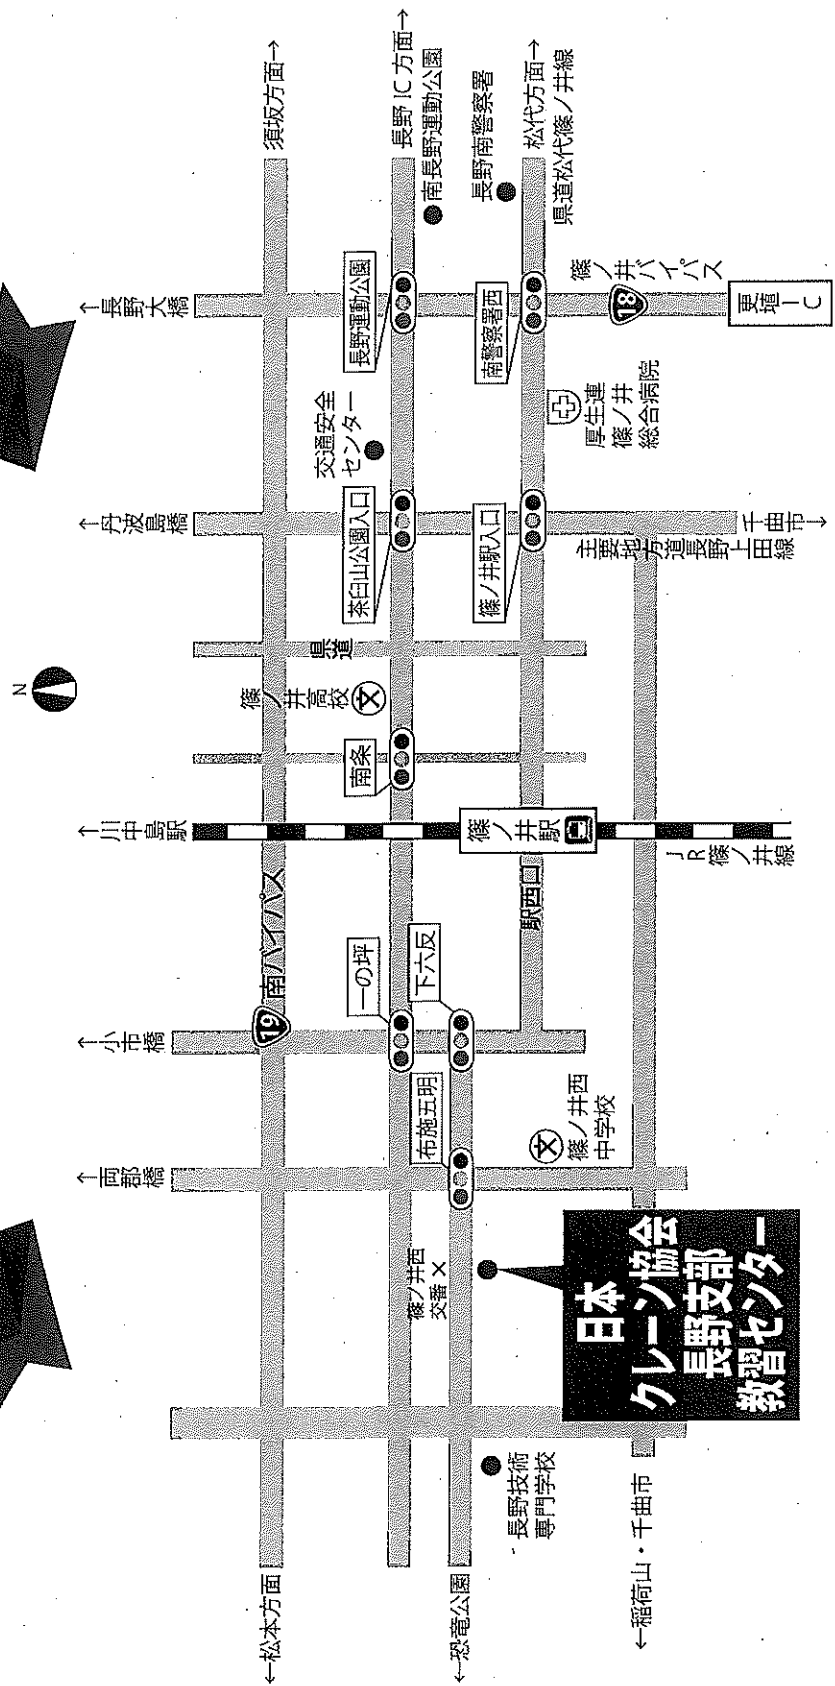 N
↑両郡橋
↑小市橋
↑川中島駅
↑丹波島橋
↑長野大橋
←松本方面
19
南バイパス
須坂方面→
篠ノ井高校
文
県道
交通安全
センター
一の坪
南条
茶臼山公園入口
長野運動公園
長野IC方面→
南長野運動公園
←恐竜公園
篠ノ井西
交番
×
布施五明
下六反
篠ノ井駅
駅西口
篠ノ井駅入口
南警察署西
長野南警察署
松代方面→
県道松代篠ノ井線
長野技術
専門学校
文
篠ノ井西
中学校
厚生連
篠ノ井
総合病院
18
篠ノ井バイパス
日本
クレーン協会
長野支部
教習センター
←稲荷山・千曲市
JR篠ノ井線
主要地方道長野上田線
千曲市↓
更埴IC